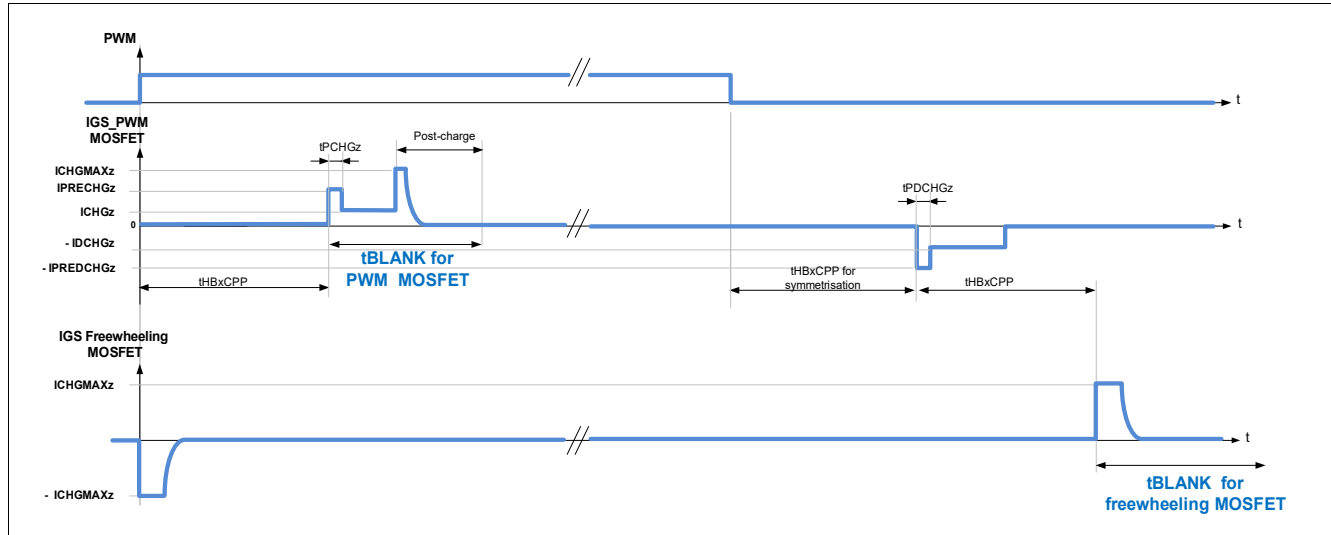 PWM
t
IGS_PWM
MOSFET
Post-charge
tPCHGz
ICHGMAXz
IPRECHGz
ICHGz
0
t
- IDCHGz
- IPREDCHGz
tPDCHGz
tBLANK for
PWM MOSFET
tHBxCPP
tHBxCPP for
symmetrisation
tHBxCPP
IGS Freewheeling
MOSFET
ICHGMAXz
t
- ICHGMAXz
tBLANK for
freewheeling MOSFET